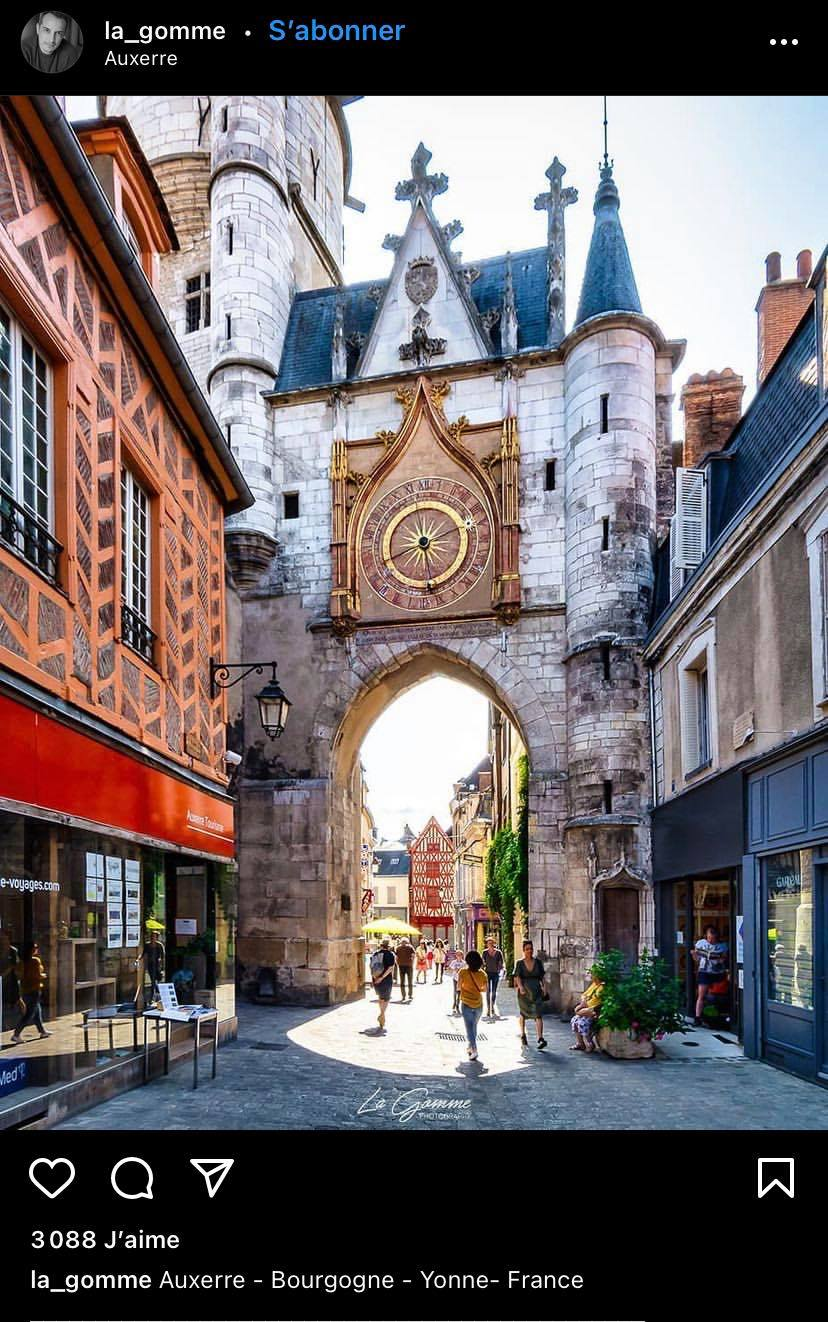 la_gomme • S’abonner
Auxerre
Auxerre Tourisme
e-voyages.com
La Gomme
PHOTOGRAPHY
3 088 J’aime
la_gomme Auxerre - Bourgogne - Yonne- France